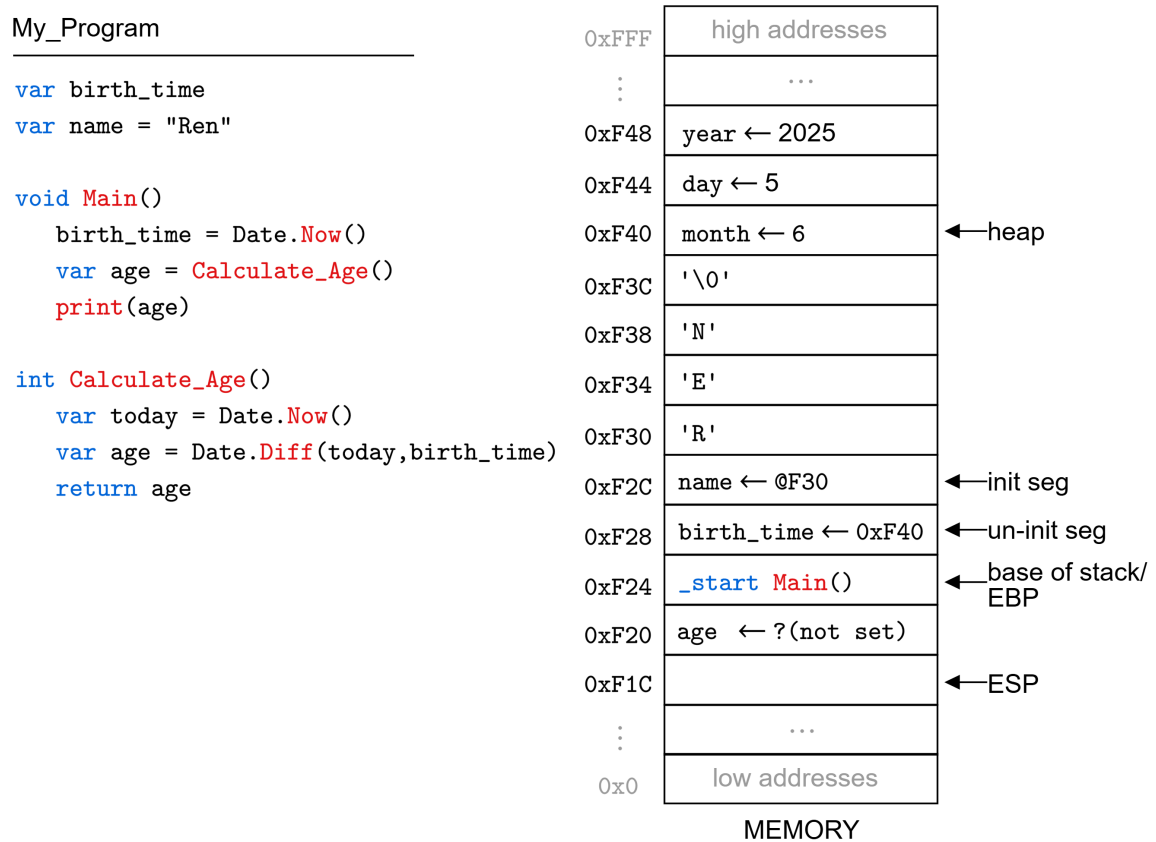 My_Program
var birth_time
var name = "Ren"
void Main()
birth_time = Date.Now()
var age = Calculate_Age()
print(age)
int Calculate_Age()
var today = Date.Now()
var age = Date.Diff(today,birth_time)
return age
0xFFF high addresses
⋮ ...
0xF48 year ← 2025
0xF44 day ← 5
0xF40 month ← 6 heap
0xF3C '\0'
0xF38 'N'
0xF34 'E'
0xF30 'R'
0xF2C name ← @F30 init seg
0xF28 birth_time ← 0xF40 un-init seg
0xF24 _start Main() base of stack/
EBP
0xF20 age ← ?(not set)
0xF1C ESP
⋮ ...
0x0 low addresses
MEMORY